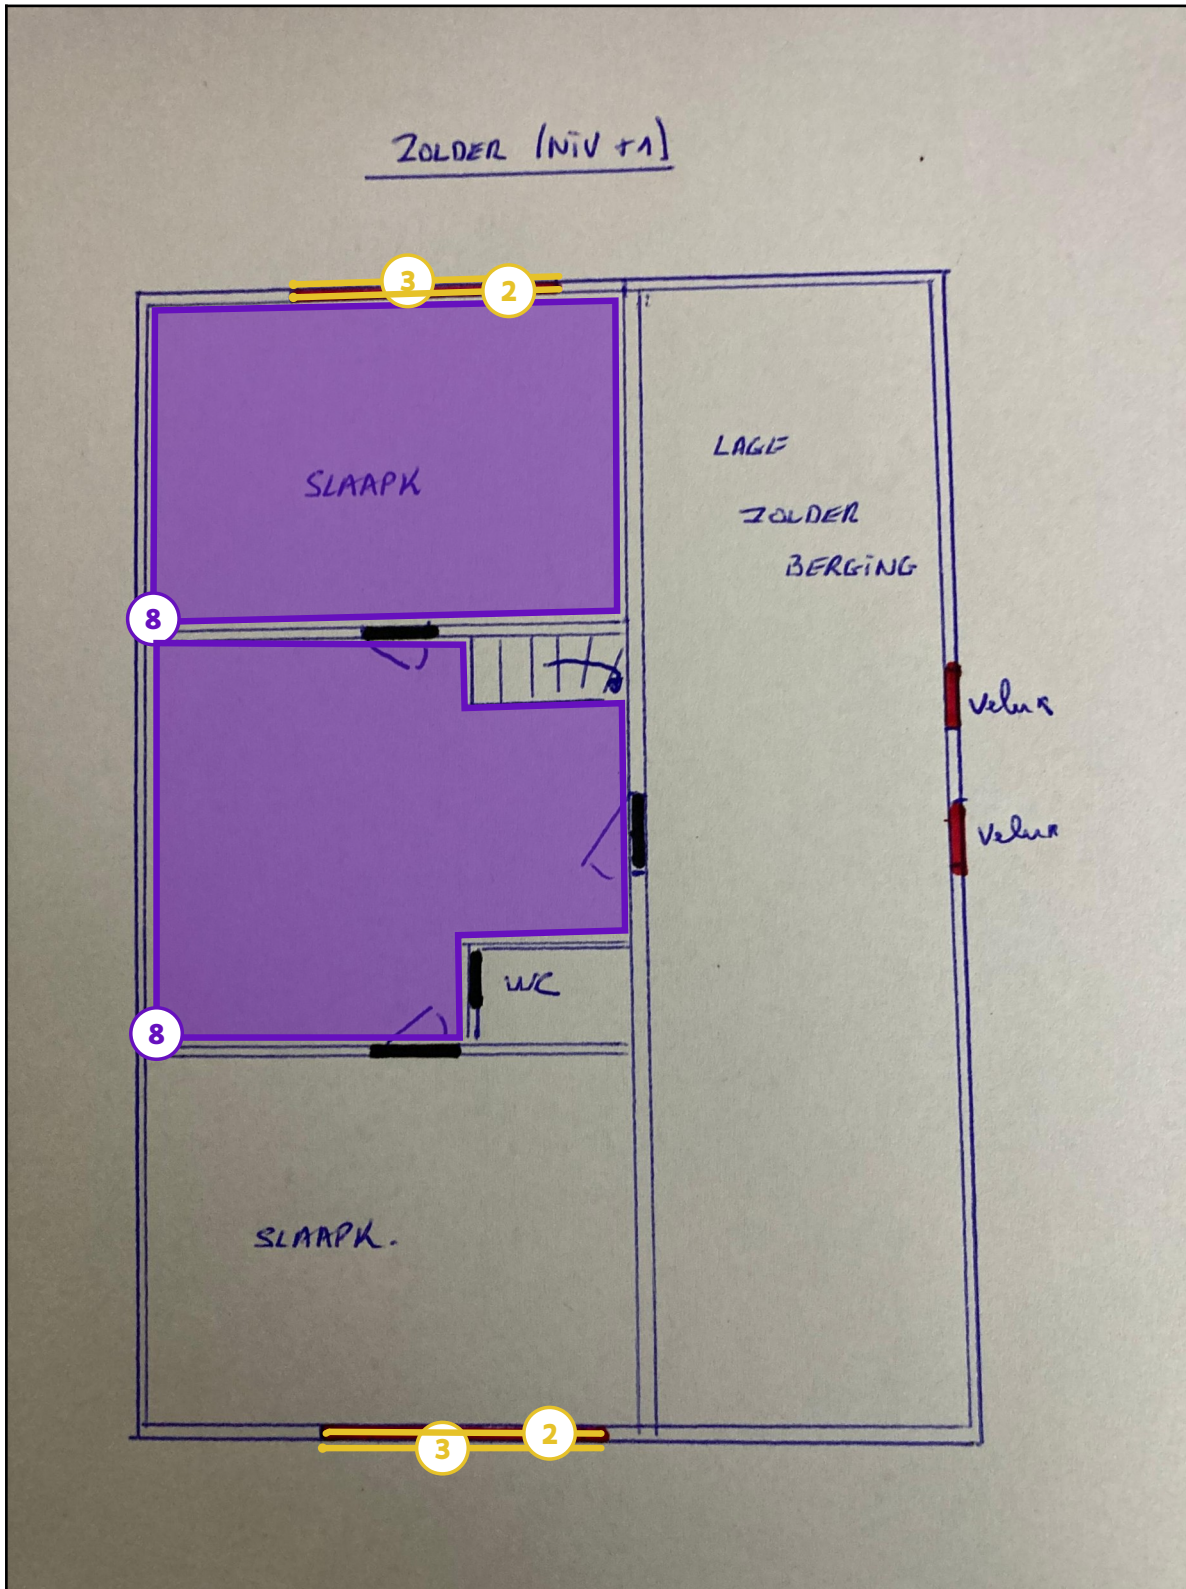 ZOLDER (NIV +1)
3
2
SLAAPK
LAGE
ZOLDER
BERGING
8
Velux
Velux
WC
8
SLAAPK.
2
3